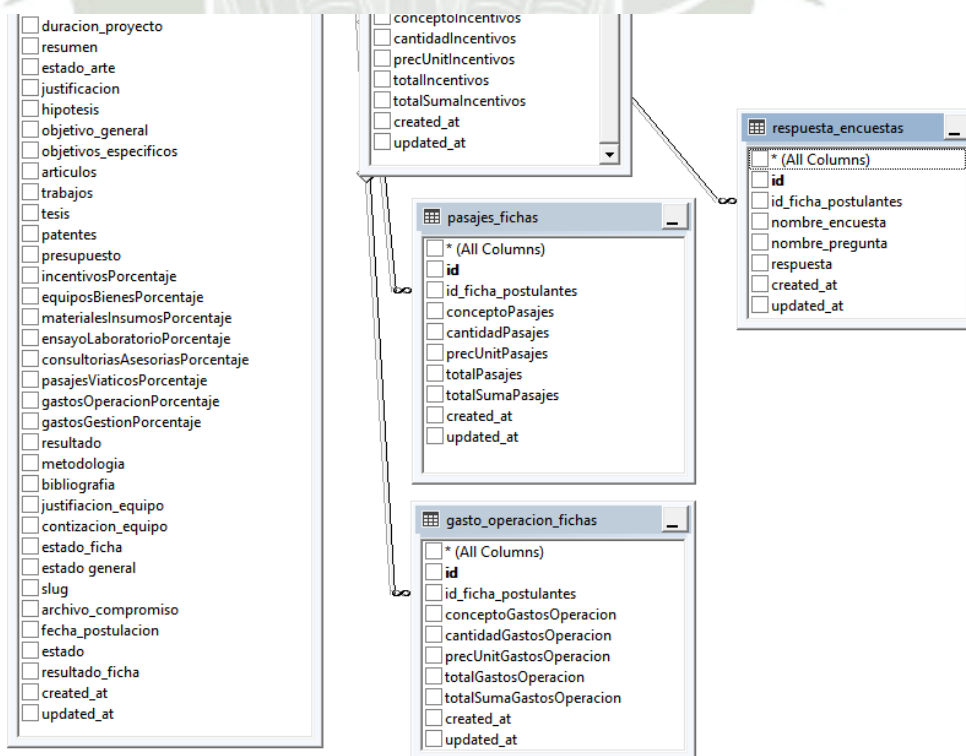 duracion_proyecto
resumen
estado_arte
justificacion
hipotesis
objetivo_general
objetivos_especificos
articulos
trabajos
tesis
patentes
presupuesto
incentivosPorcentaje
equiposBienesPorcentaje
materialesInsumosPorcentaje
ensayoLaboratorioPorcentaje
consultoriasAsesoriasPorcentaje
pasajesViaticosPorcentaje
gastosOperacionPorcentaje
gastosGestionPorcentaje
resultado
metodologia
bibliografia
justifiacion_equipo
contizacion_equipo
estado_ficha
estado general
slug
archivo_compromiso
fecha_postulacion
estado
resultado_ficha
created_at
updated_at
conceptoIncentivos
cantidadIncentivos
precUnitIncentivos
totalIncentivos
totalSumaIncentivos
created_at
updated_at
pasajes_fichas
* (All Columns)
id
id_ficha_postulantes
conceptoPasajes
cantidadPasajes
precUnitPasajes
totalPasajes
totalSumaPasajes
created_at
updated_at
gasto_operacion_fichas
* (All Columns)
id
id_ficha_postulantes
conceptoGastosOperacion
cantidadGastosOperacion
precUnitGastosOperacion
totalGastosOperacion
totalSumaGastosOperacion
created_at
updated_at
respuesta_encuestas
* (All Columns)
id
id_ficha_postulantes
nombre_encuesta
nombre_pregunta
respuesta
created_at
updated_at